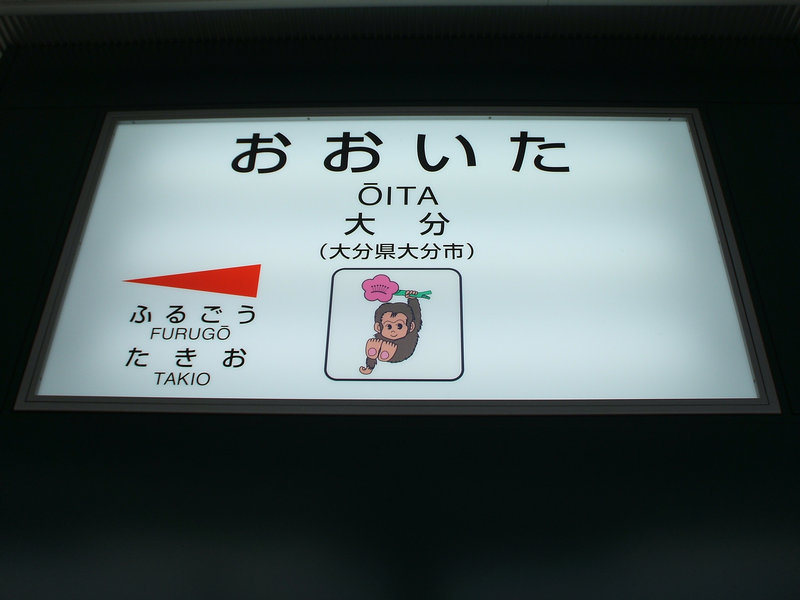 おおいた
ŌITA
大分
（大分県大分市）
ふるごう
FURUGŌ
たきお
TAKIO